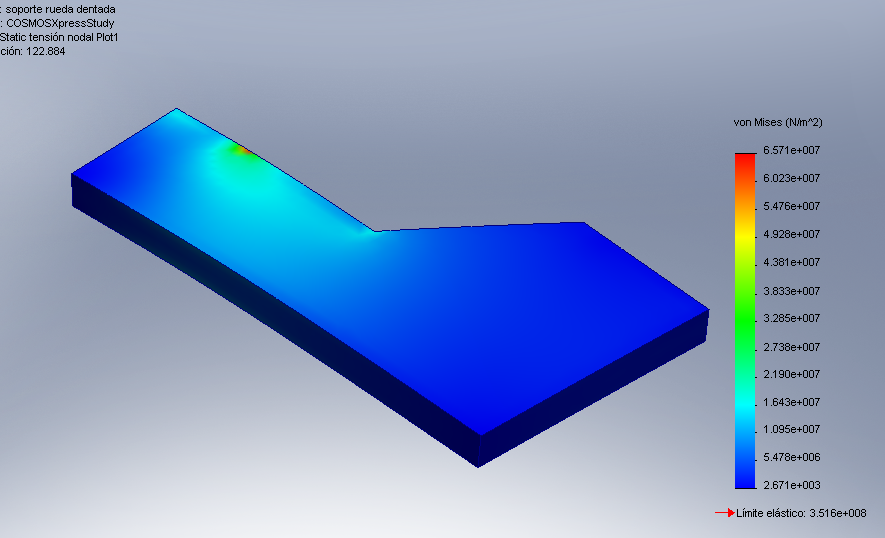 : soporte rueda dentada
: COSMOSXpressStudy
Static tensión nodal Plot1
ción: 122.884
von Mises (N/m^2)
6.571e+007
6.023e+007
5.476e+007
4.928e+007
4.381e+007
3.833e+007
3.285e+007
2.738e+007
2.190e+007
1.643e+007
1.095e+007
5.478e+006
2.671e+003
Límite elástico: 3.516e+008